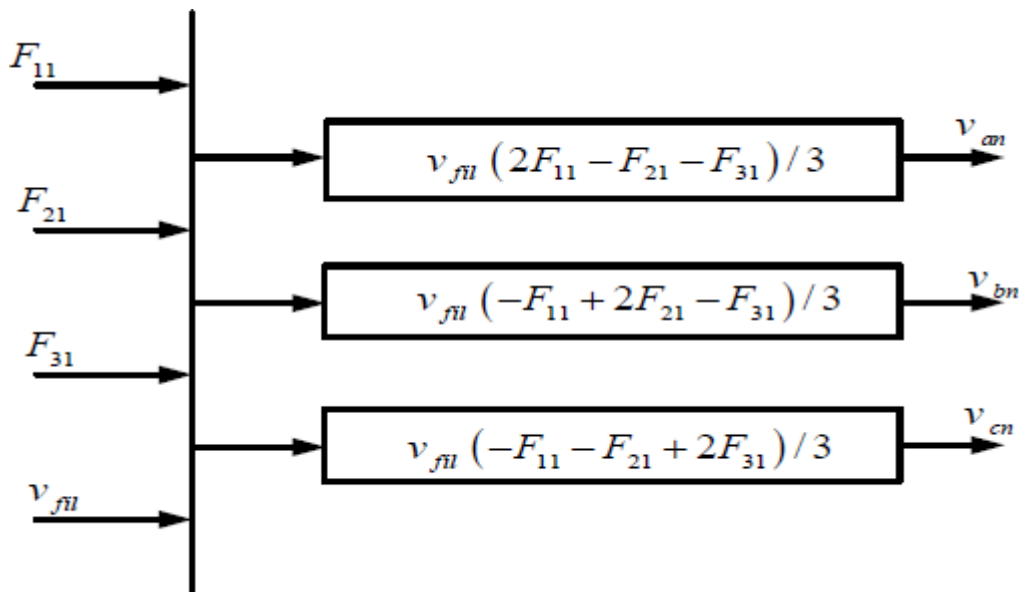 F₁₁
v_fil (2F₁₁ − F₂₁ − F₃₁) / 3
v_an
F₂₁
v_fil (−F₁₁ + 2F₂₁ − F₃₁) / 3
v_bn
F₃₁
v_fil (−F₁₁ − F₂₁ + 2F₃₁) / 3
v_cn
v_fil